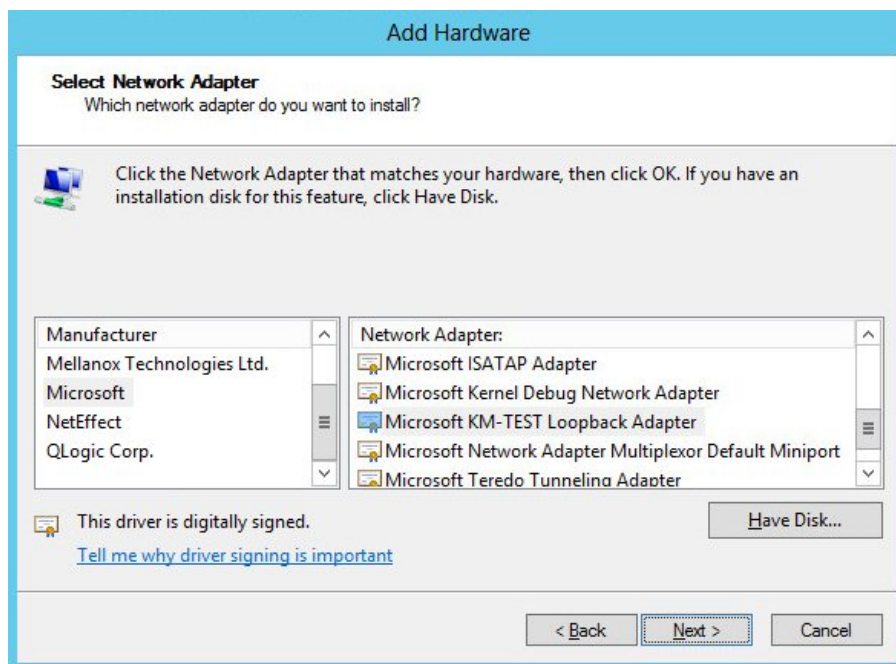 Add Hardware
Select Network Adapter
Which network adapter do you want to install?
Click the Network Adapter that matches your hardware, then click OK. If you have an
installation disk for this feature, click Have Disk.
Manufacturer
Mellanox Technologies Ltd.
Microsoft
NetEffect
QLogic Corp.
Network Adapter:
Microsoft ISATAP Adapter
Microsoft Kernel Debug Network Adapter
Microsoft KM-TEST Loopback Adapter
Microsoft Network Adapter Multiplexor Default Miniport
Microsoft Teredo Tunneling Adapter
This driver is digitally signed.
Have Disk...
Tell me why driver signing is important
< Back
Next >
Cancel